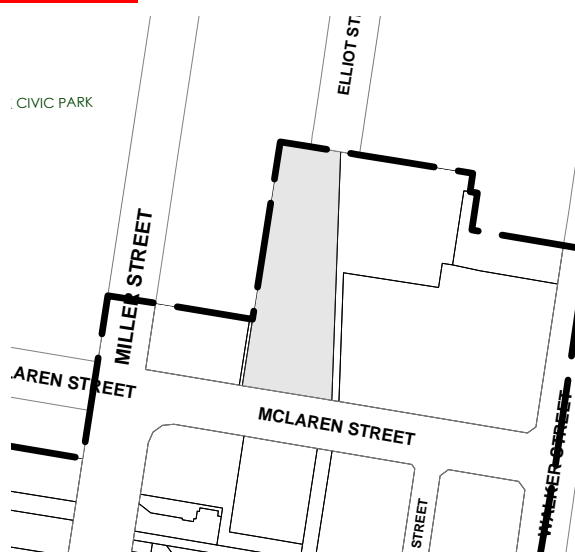 ELLIOT ST.
CIVIC PARK
MILLER STREET
LAREN STREET
MCLAREN STREET
WALKER STREET
STREET